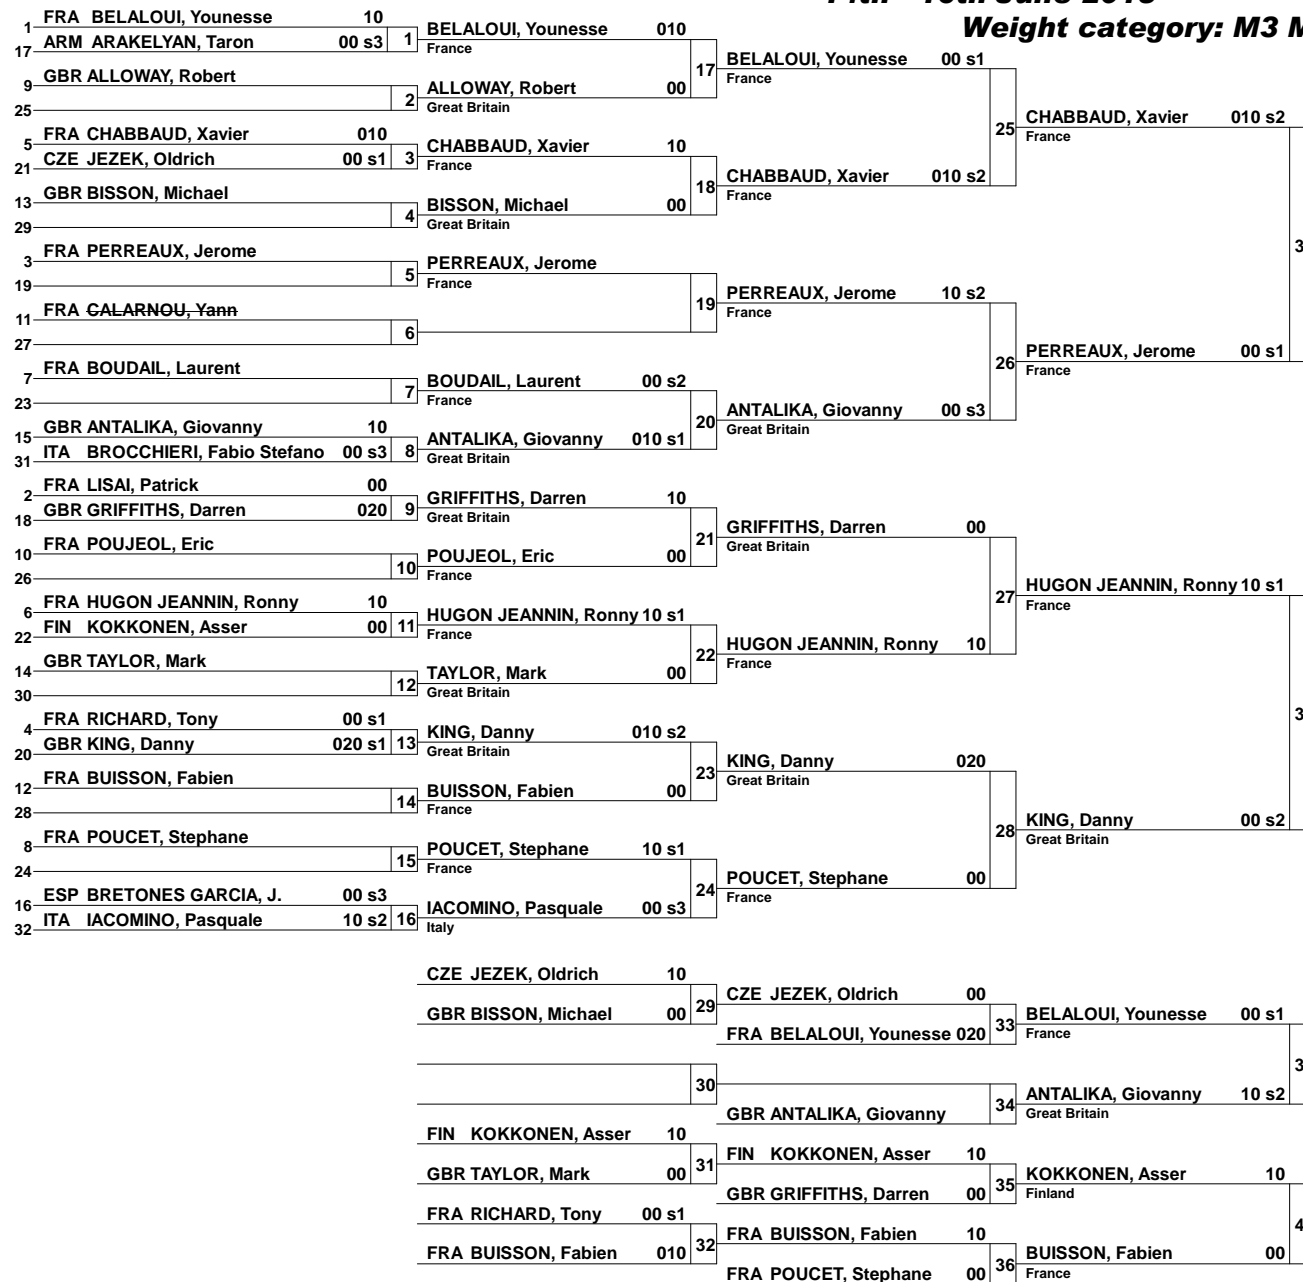 Weight category: M3 M
1 FRA BELALOUI, Younesse 10
17 ARM ARAKELYAN, Taron 00 s3 1
9 GBR ALLOWAY, Robert
25 2
5 FRA CHABBAUD, Xavier 010
21 CZE JEZEK, Oldrich 00 s1 3
13 GBR BISSON, Michael
29 4
3 FRA PERREAUX, Jerome
19 5
11 FRA CALARNOU, Yann
27 6
7 FRA BOUDAIL, Laurent
23 7
15 GBR ANTALIKA, Giovanny 10
31 ITA BROCCHIERI, Fabio Stefano 00 s3 8
2 FRA LISAI, Patrick 00
18 GBR GRIFFITHS, Darren 020 9
10 FRA POUJEOL, Eric
26 10
6 FRA HUGON JEANNIN, Ronny 10
22 FIN KOKKONEN, Asser 00 11
14 GBR TAYLOR, Mark
30 12
4 FRA RICHARD, Tony 00 s1
20 GBR KING, Danny 020 s1 13
12 FRA BUISSON, Fabien
28 14
8 FRA POUCET, Stephane
24 15
16 ESP BRETONES GARCIA, J. 00 s3
32 ITA IACOMINO, Pasquale 10 s2 16
BELALOUI, Younesse 010
France
17
ALLOWAY, Robert 00
Great Britain
CHABBAUD, Xavier 10
France
18
BISSON, Michael 00
Great Britain
PERREAUX, Jerome
France
19
BOUDAIL, Laurent 00 s2
France
20
ANTALIKA, Giovanny 010 s1
Great Britain
GRIFFITHS, Darren 10
Great Britain
21
POUJEOL, Eric 00
France
HUGON JEANNIN, Ronny 10 s1
France
22
TAYLOR, Mark 00
Great Britain
KING, Danny 010 s2
Great Britain
23
BUISSON, Fabien 00
France
POUCET, Stephane 10 s1
France
24
IACOMINO, Pasquale 00 s3
Italy
BELALOUI, Younesse 00 s1
France
25
CHABBAUD, Xavier 010 s2
France
PERREAUX, Jerome 10 s2
France
26
ANTALIKA, Giovanny 00 s3
Great Britain
GRIFFITHS, Darren 00
Great Britain
27
HUGON JEANNIN, Ronny 10
France
KING, Danny 020
Great Britain
28
POUCET, Stephane 00
France
CHABBAUD, Xavier 010 s2
France
3
PERREAUX, Jerome 00 s1
France
HUGON JEANNIN, Ronny 10 s1
France
3
KING, Danny 00 s2
Great Britain
CZE JEZEK, Oldrich 10
29
GBR BISSON, Michael 00
30
FIN KOKKONEN, Asser 10
31
GBR TAYLOR, Mark 00
FRA RICHARD, Tony 00 s1
32
FRA BUISSON, Fabien 010
CZE JEZEK, Oldrich 00
33
FRA BELALOUI, Younesse 020
34
GBR ANTALIKA, Giovanny
FIN KOKKONEN, Asser 10
35
GBR GRIFFITHS, Darren 00
FRA BUISSON, Fabien 10
36
FRA POUCET, Stephane 00
BELALOUI, Younesse 00 s1
France
3
ANTALIKA, Giovanny 10 s2
Great Britain
KOKKONEN, Asser 10
Finland
4
BUISSON, Fabien 00
France